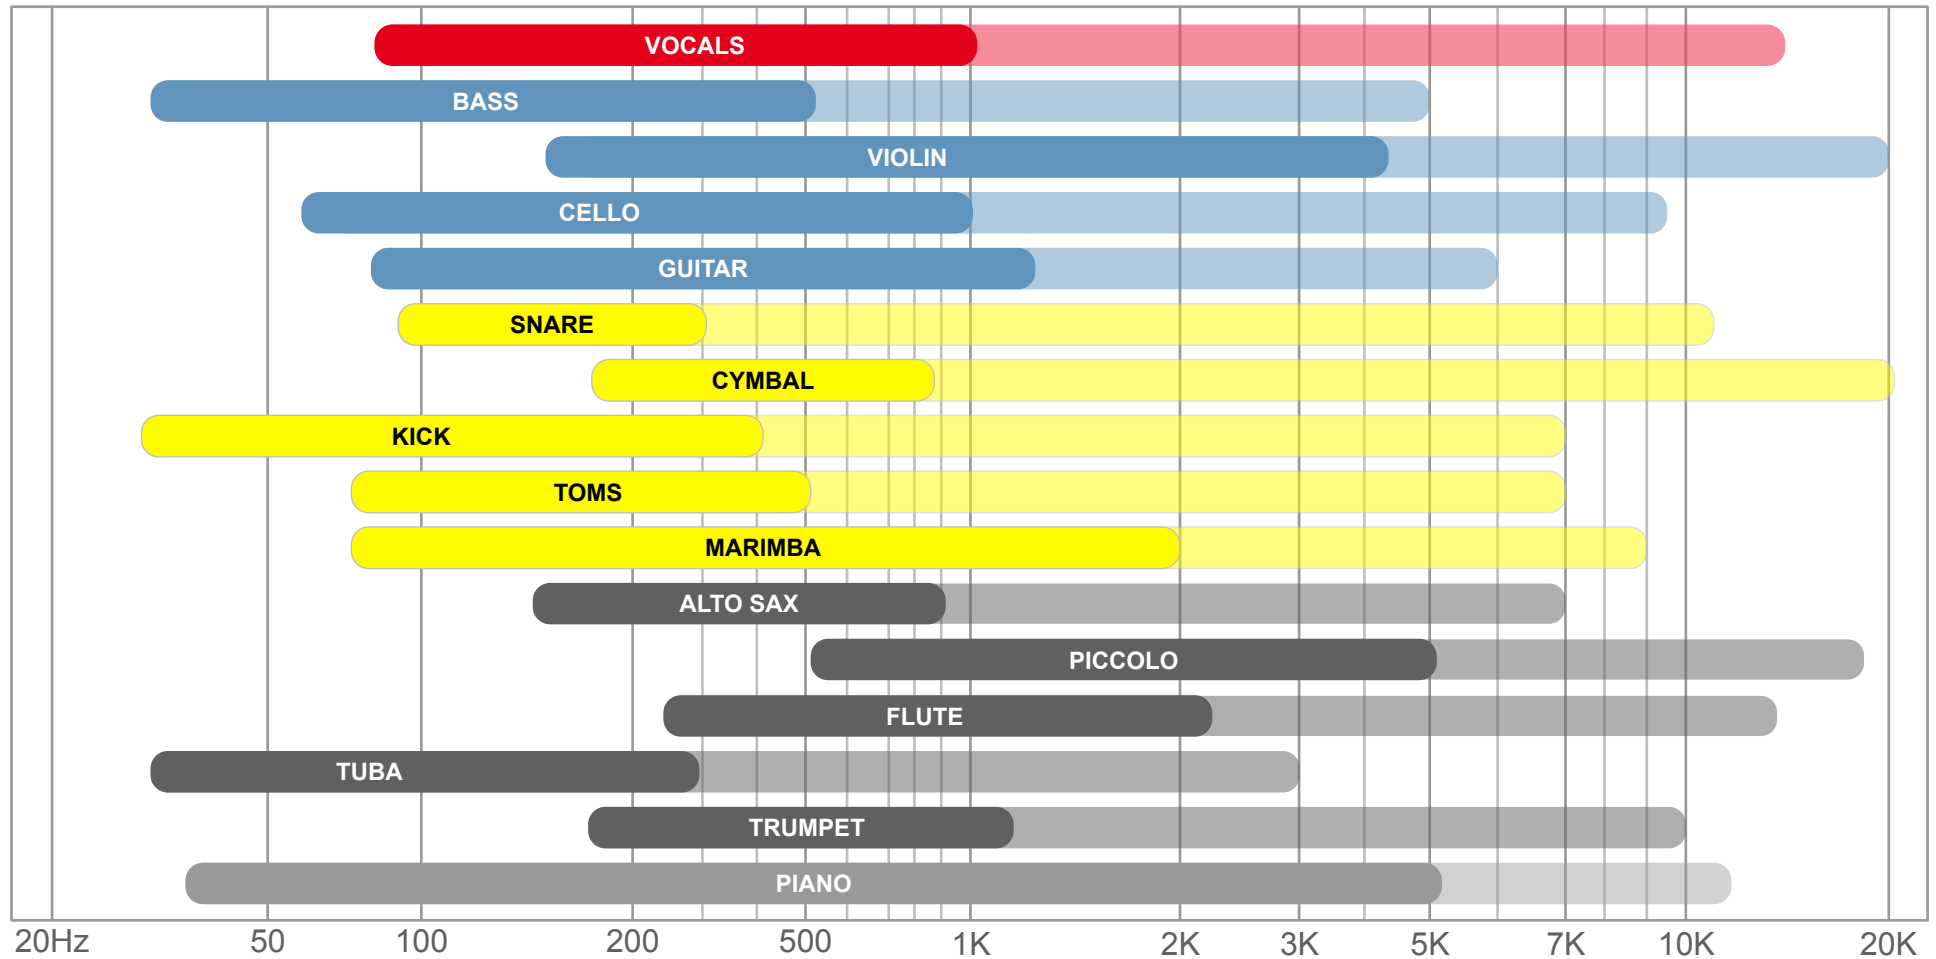 VOCALS
BASS
VIOLIN
CELLO
GUITAR
SNARE
CYMBAL
KICK
TOMS
MARIMBA
ALTO SAX
PICCOLO
FLUTE
TUBA
TRUMPET
PIANO
20Hz 50 100 200 500 1K 2K 3K 5K 7K 10K 20K